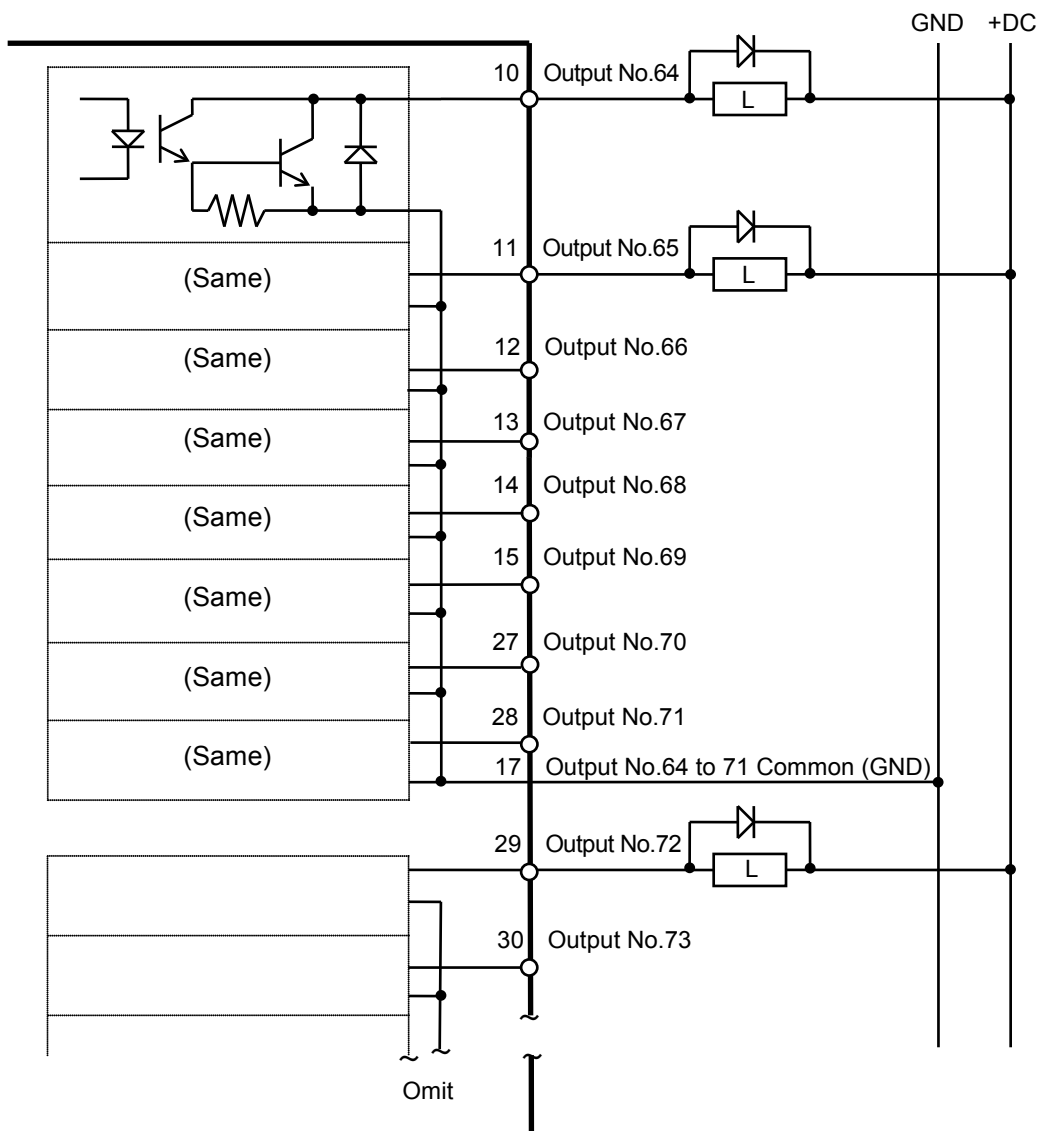 GND +DC
10 Output No.64
L
11 Output No.65
(Same)
L
12 Output No.66
(Same)
13 Output No.67
(Same)
14 Output No.68
(Same)
15 Output No.69
(Same)
27 Output No.70
(Same)
28 Output No.71
(Same)
17 Output No.64 to 71 Common (GND)
29 Output No.72
L
30 Output No.73
Omit